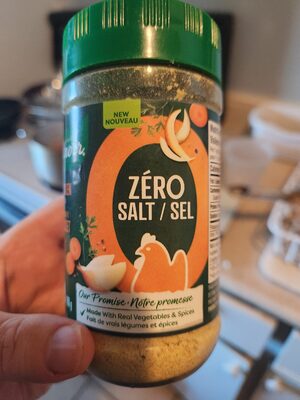 NEW
NOUVEAU
ZÉRO
SALT / SEL
Our Promise • Notre promesse
✓ Made With Real Vegetables & Spices
Fait de vrais légumes et épices